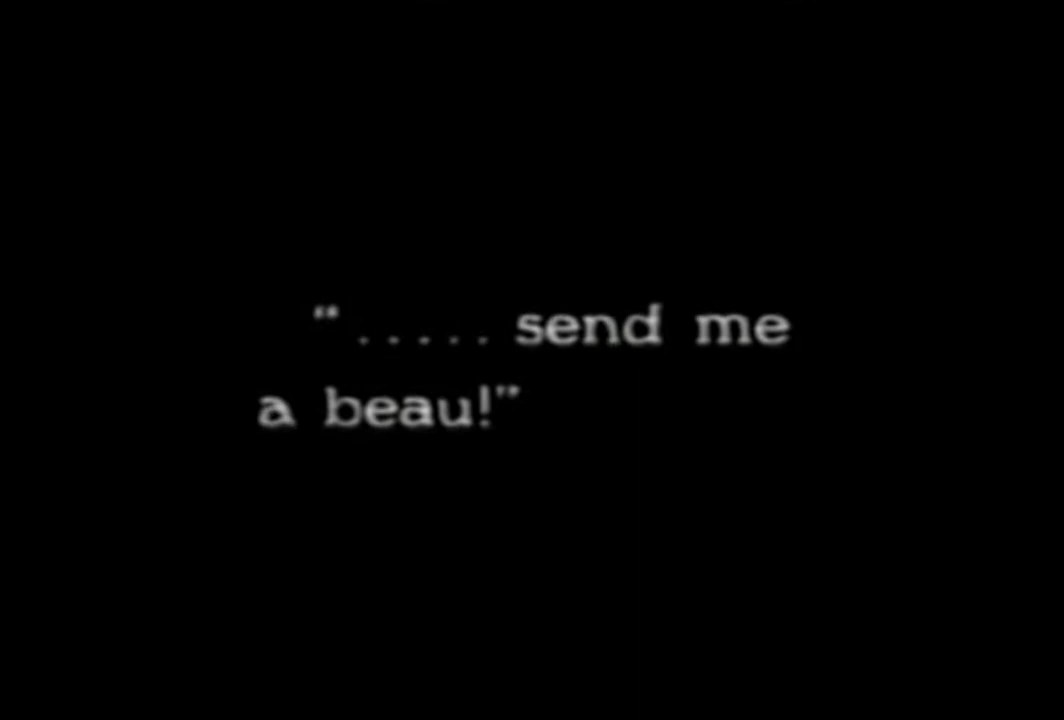 “ . . . . . send me
a beau!”